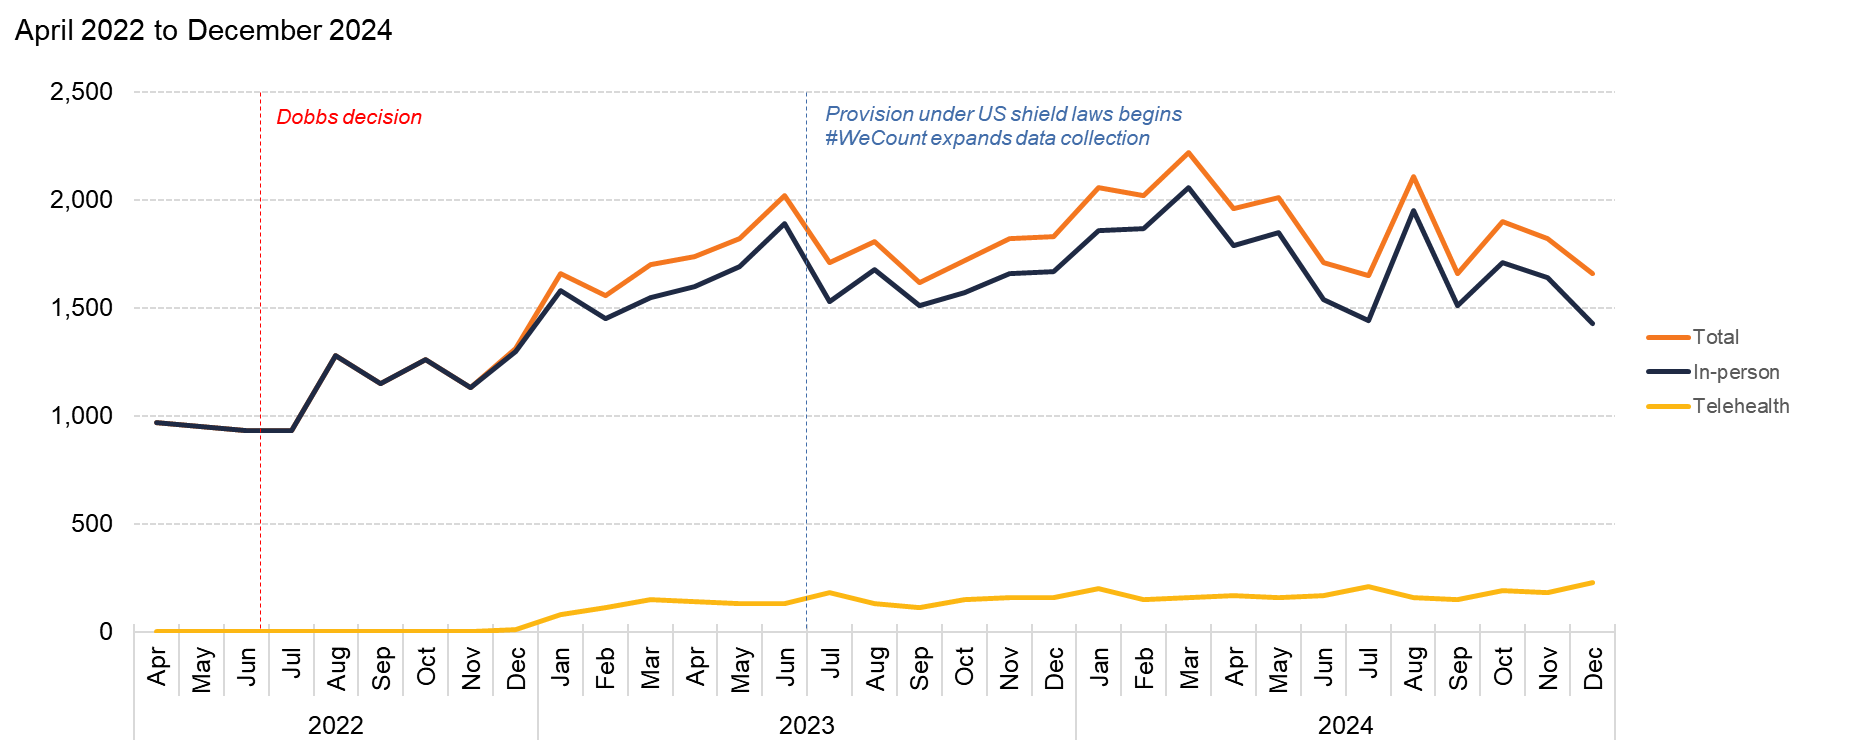 April 2022 to December 2024
2,500
Dobbs decision
Provision under US shield laws begins
#WeCount expands data collection
2,000
1,500
Total
In-person
1,000
Telehealth
500
0
Apr May Jun Jul Aug Sep Oct Nov Dec Jan Feb Mar Apr May Jun Jul Aug Sep Oct Nov Dec Jan Feb Mar Apr May Jun Jul Aug Sep Oct Nov Dec
2022 2023 2024